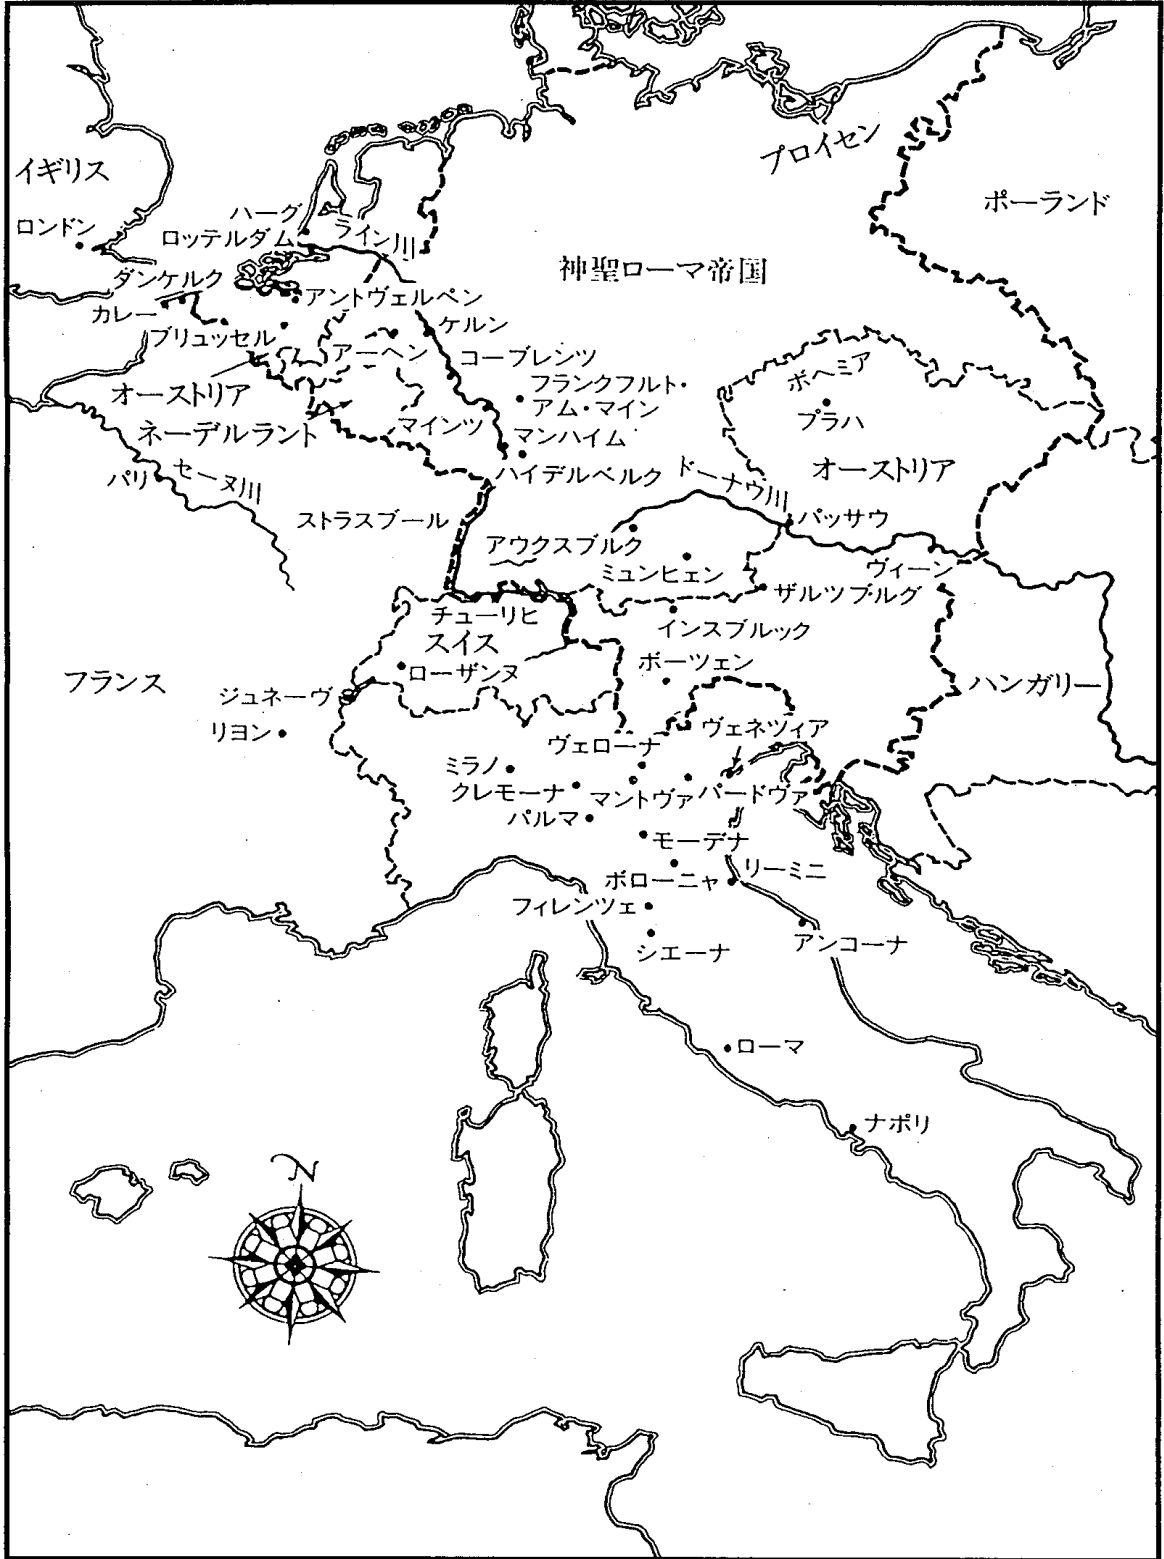 プロイセン
イギリス
ポーランド
ハーグ
ロンドン
ロッテルダム
ライン川
神聖ローマ帝国
ダンケルク
アントヴェルペン
カレー
ケルン
ブリュッセル
アーヘン
コーブレンツ
オーストリア
ネーデルラント
フランクフルト・
アム・マイン
ボヘミア
プラハ
マインツ
マンハイム
ハイデルベルク
ドーナウ川
オーストリア
パリ
セーヌ川
ストラスブール
パッサウ
アウクスブルク
ミュンヒェン
ヴィーン
ザルツブルグ
チューリヒ
スイス
インスブルック
ローザンヌ
ボーツェン
フランス
ジュネーヴ
ハンガリー
リヨン
ヴェローナ
ヴェネツィア
ミラノ
クレモーナ
マントヴァ
パードヴァ
パルマ
モーデナ
ボローニャ
リーミニ
フィレンツェ
シエーナ
アンコーナ
ローマ
ナポリ
N